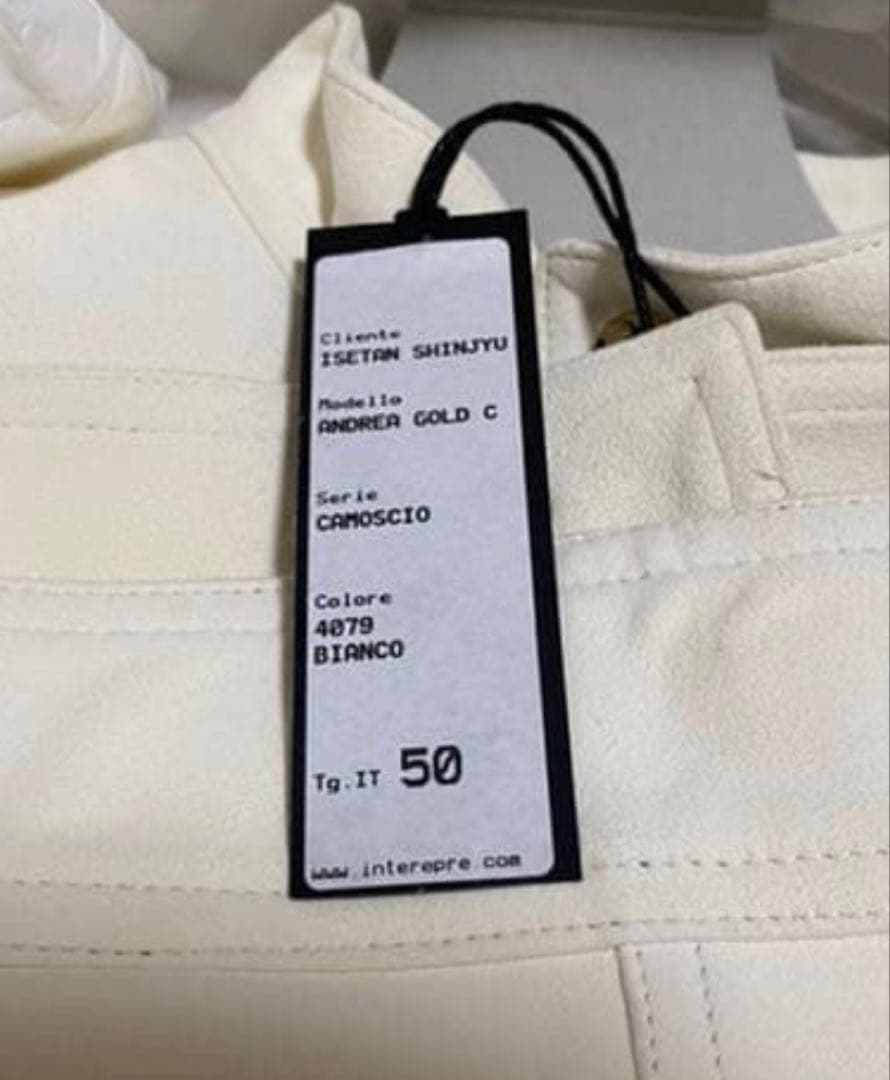 Cliente
ISETAN SHINJYU
Modello
ANDREA GOLD C
Serie
CAMOSCIO
Colore
4079
BIANCO
Tg.IT 50
www.interepre.com